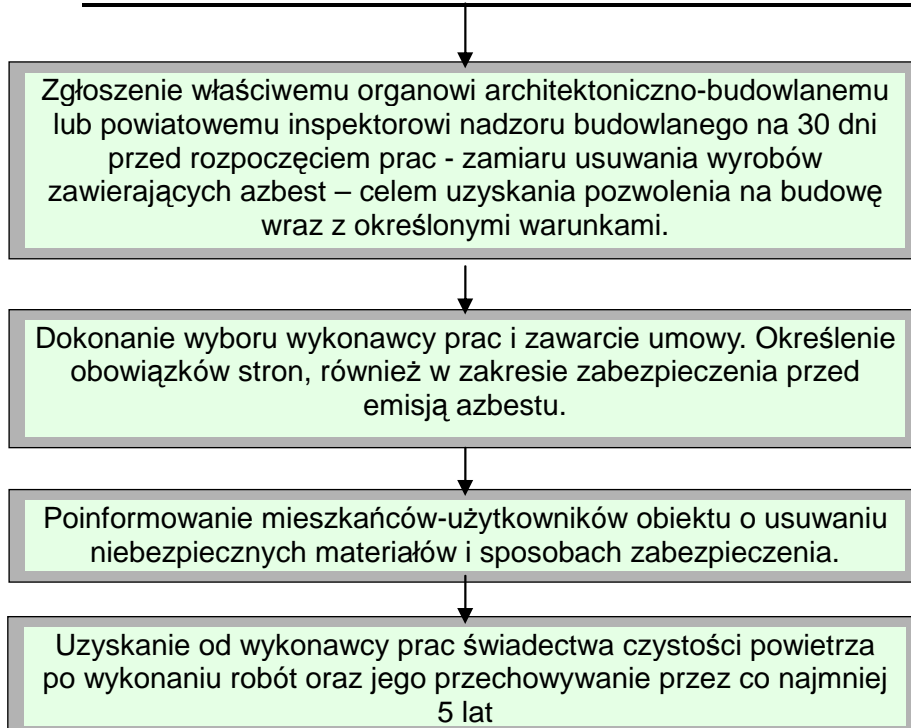 Zgłoszenie właściwemu organowi architektoniczno-budowlanemu
lub powiatowemu inspektorowi nadzoru budowlanego na 30 dni
przed rozpoczęciem prac - zamiaru usuwania wyrobów
zawierających azbest – celem uzyskania pozwolenia na budowę
wraz z określonymi warunkami.
Dokonanie wyboru wykonawcy prac i zawarcie umowy. Określenie
obowiązków stron, również w zakresie zabezpieczenia przed
emisją azbestu.
Poinformowanie mieszkańców-użytkowników obiektu o usuwaniu
niebezpiecznych materiałów i sposobach zabezpieczenia.
Uzyskanie od wykonawcy prac świadectwa czystości powietrza
po wykonaniu robót oraz jego przechowywanie przez co najmniej
5 lat